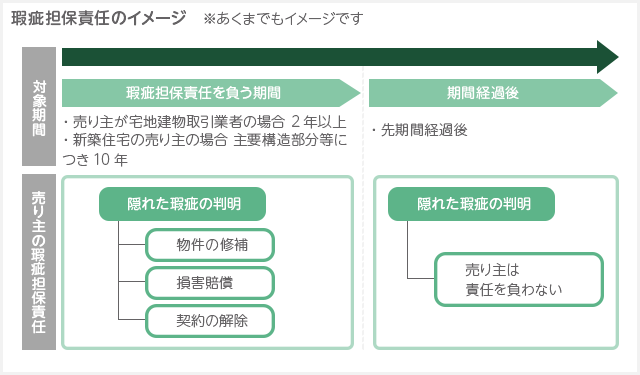 瑕疵担保責任のイメージ ※あくまでもイメージです
対象期間
瑕疵担保責任を負う期間
期間経過後
・売り主が宅地建物取引業者の場合 2年以上
・新築住宅の売り主の場合 主要構造部分等に
つき10年
・先期間経過後
売り主の瑕疵担保責任
隠れた瑕疵の判明
物件の修補
損害賠償
契約の解除
隠れた瑕疵の判明
売り主は
責任を負わない